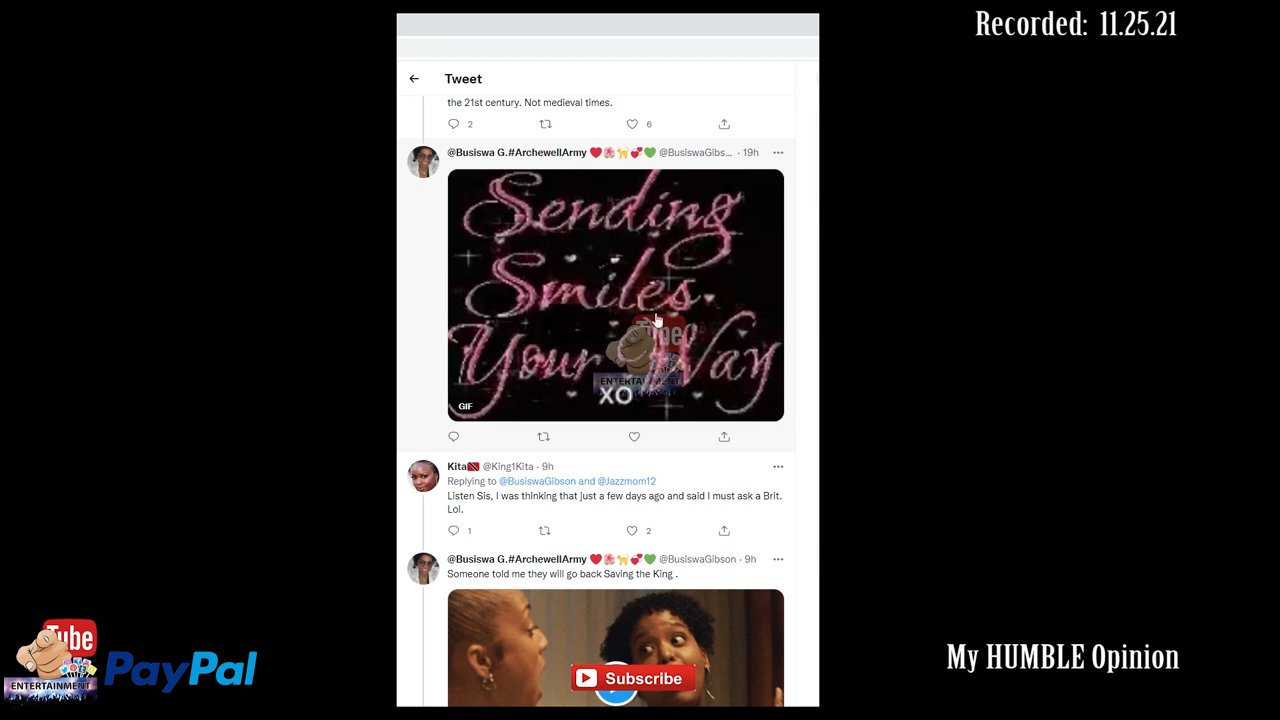 Recorded: 11.25.21
Tweet
the 21st century. Not medieval times.
2 6
@Busiswa G.#ArchewellArmy ❤️🌺🐈💞💚 @BusiswaGibs... · 19h
Sending
Smiles
Your Way
Tube
ENTERTAINMENT
XO
GIF
Kita🇹🇹 @King1Kita · 9h
Replying to @BusiswaGibson and @Jazzmom12
Listen Sis, I was thinking that just a few days ago and said I must ask a Brit.
Lol.
1 2
@Busiswa G.#ArchewellArmy ❤️🌺🐈💞💚 @BusiswaGibson · 9h
Someone told me they will go back Saving the King .
Subscribe
Tube
ENTERTAINMENT
PayPal
My HUMBLE Opinion